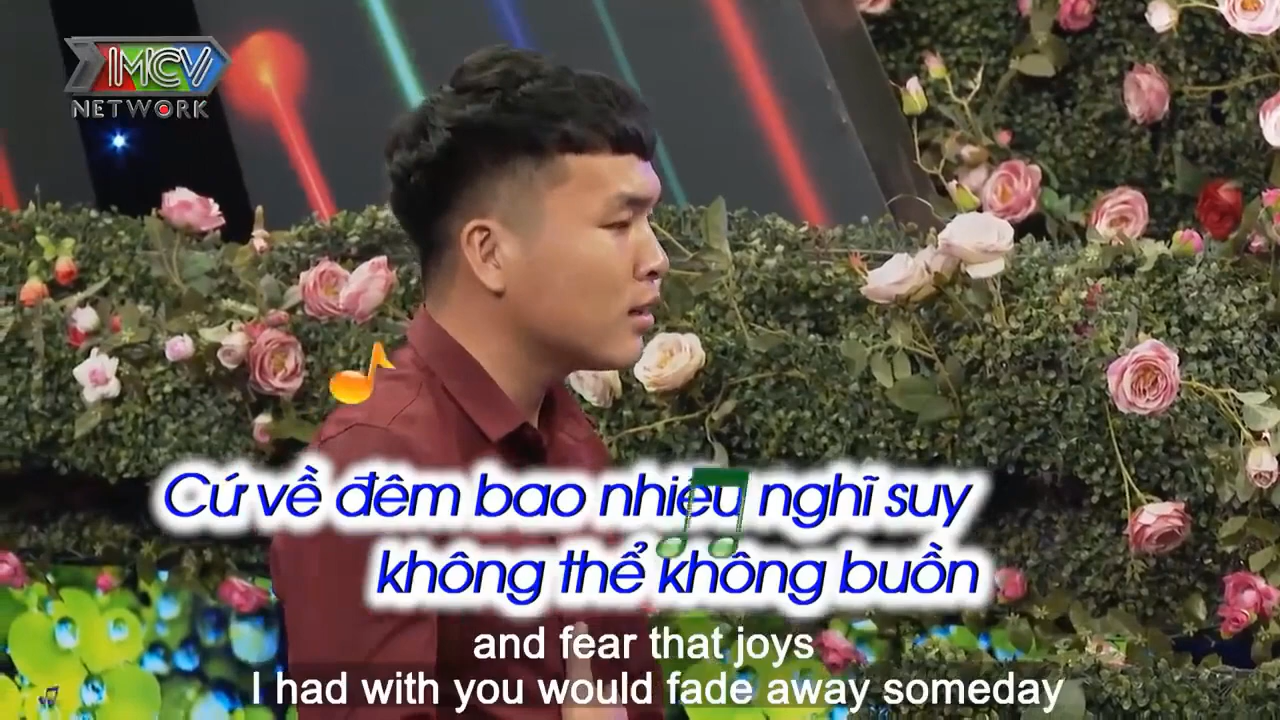 MCV
NETWORK
Cứ về đêm bao nhiêu nghĩ suy
không thể không buồn
and fear that joys
I had with you would fade away someday